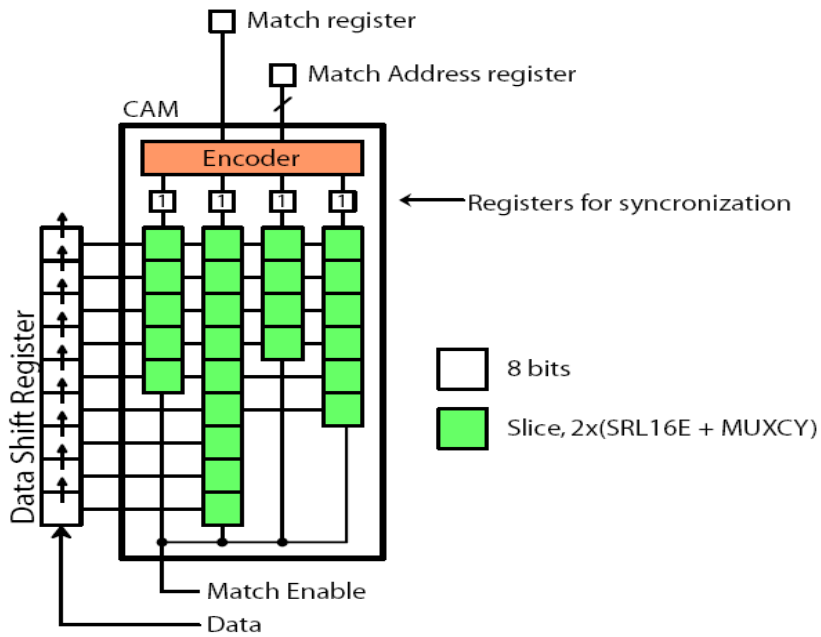 Match register
Match Address register
CAM
Encoder
1 1 1 1
Registers for syncronization
Data Shift Register
8 bits
Slice, 2x(SRL16E + MUXCY)
Match Enable
Data